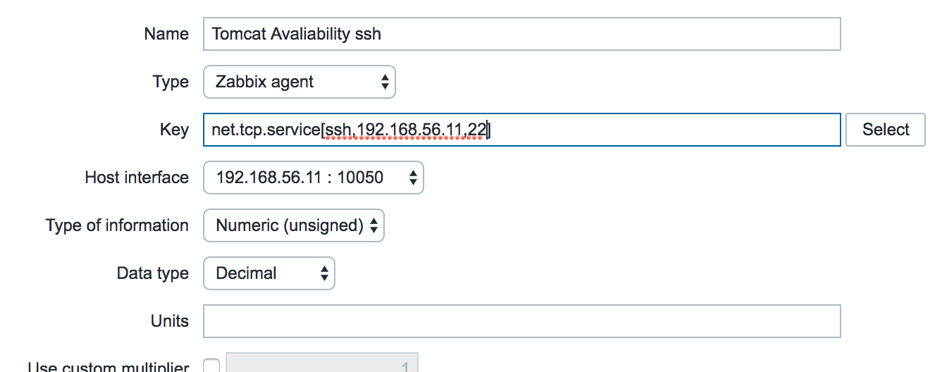 Name Tomcat Avaliability ssh
Type Zabbix agent
Key net.tcp.service[ssh,192.168.56.11,22] Select
Host interface 192.168.56.11 : 10050
Type of information Numeric (unsigned)
Data type Decimal
Units
Use custom multiplier 1